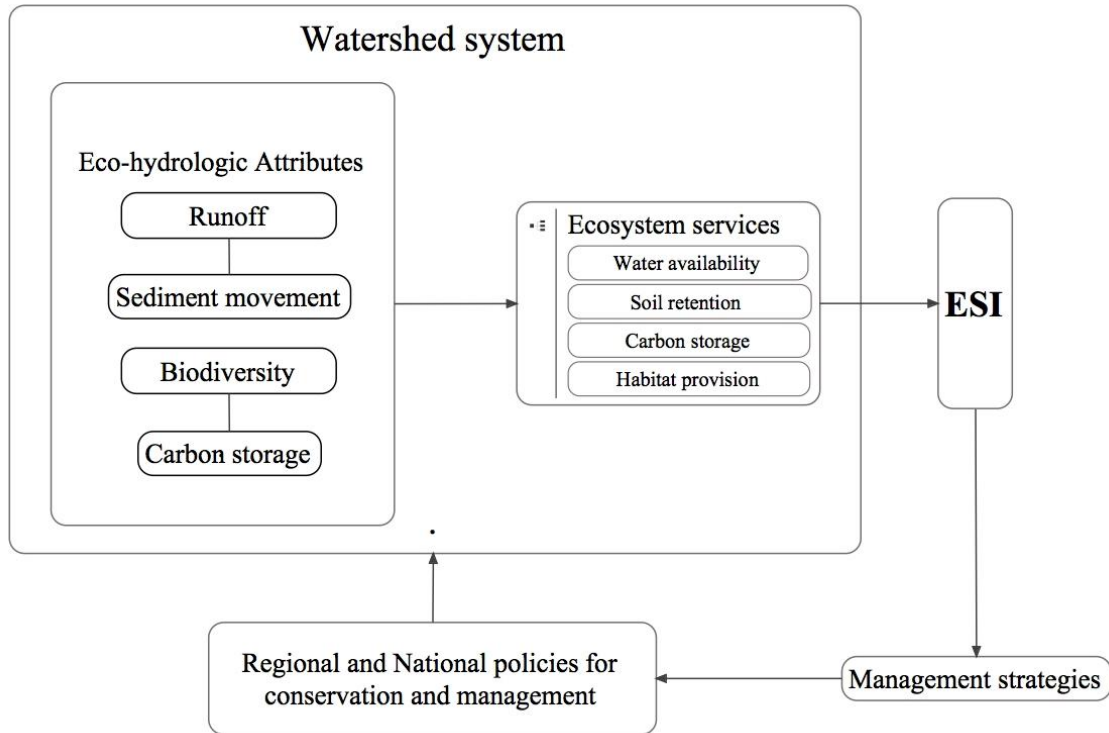 Watershed system
Eco-hydrologic Attributes
Runoff
Sediment movement
Biodiversity
Carbon storage
Ecosystem services
Water availability
Soil retention
Carbon storage
Habitat provision
ESI
Management strategies
Regional and National policies for
conservation and management